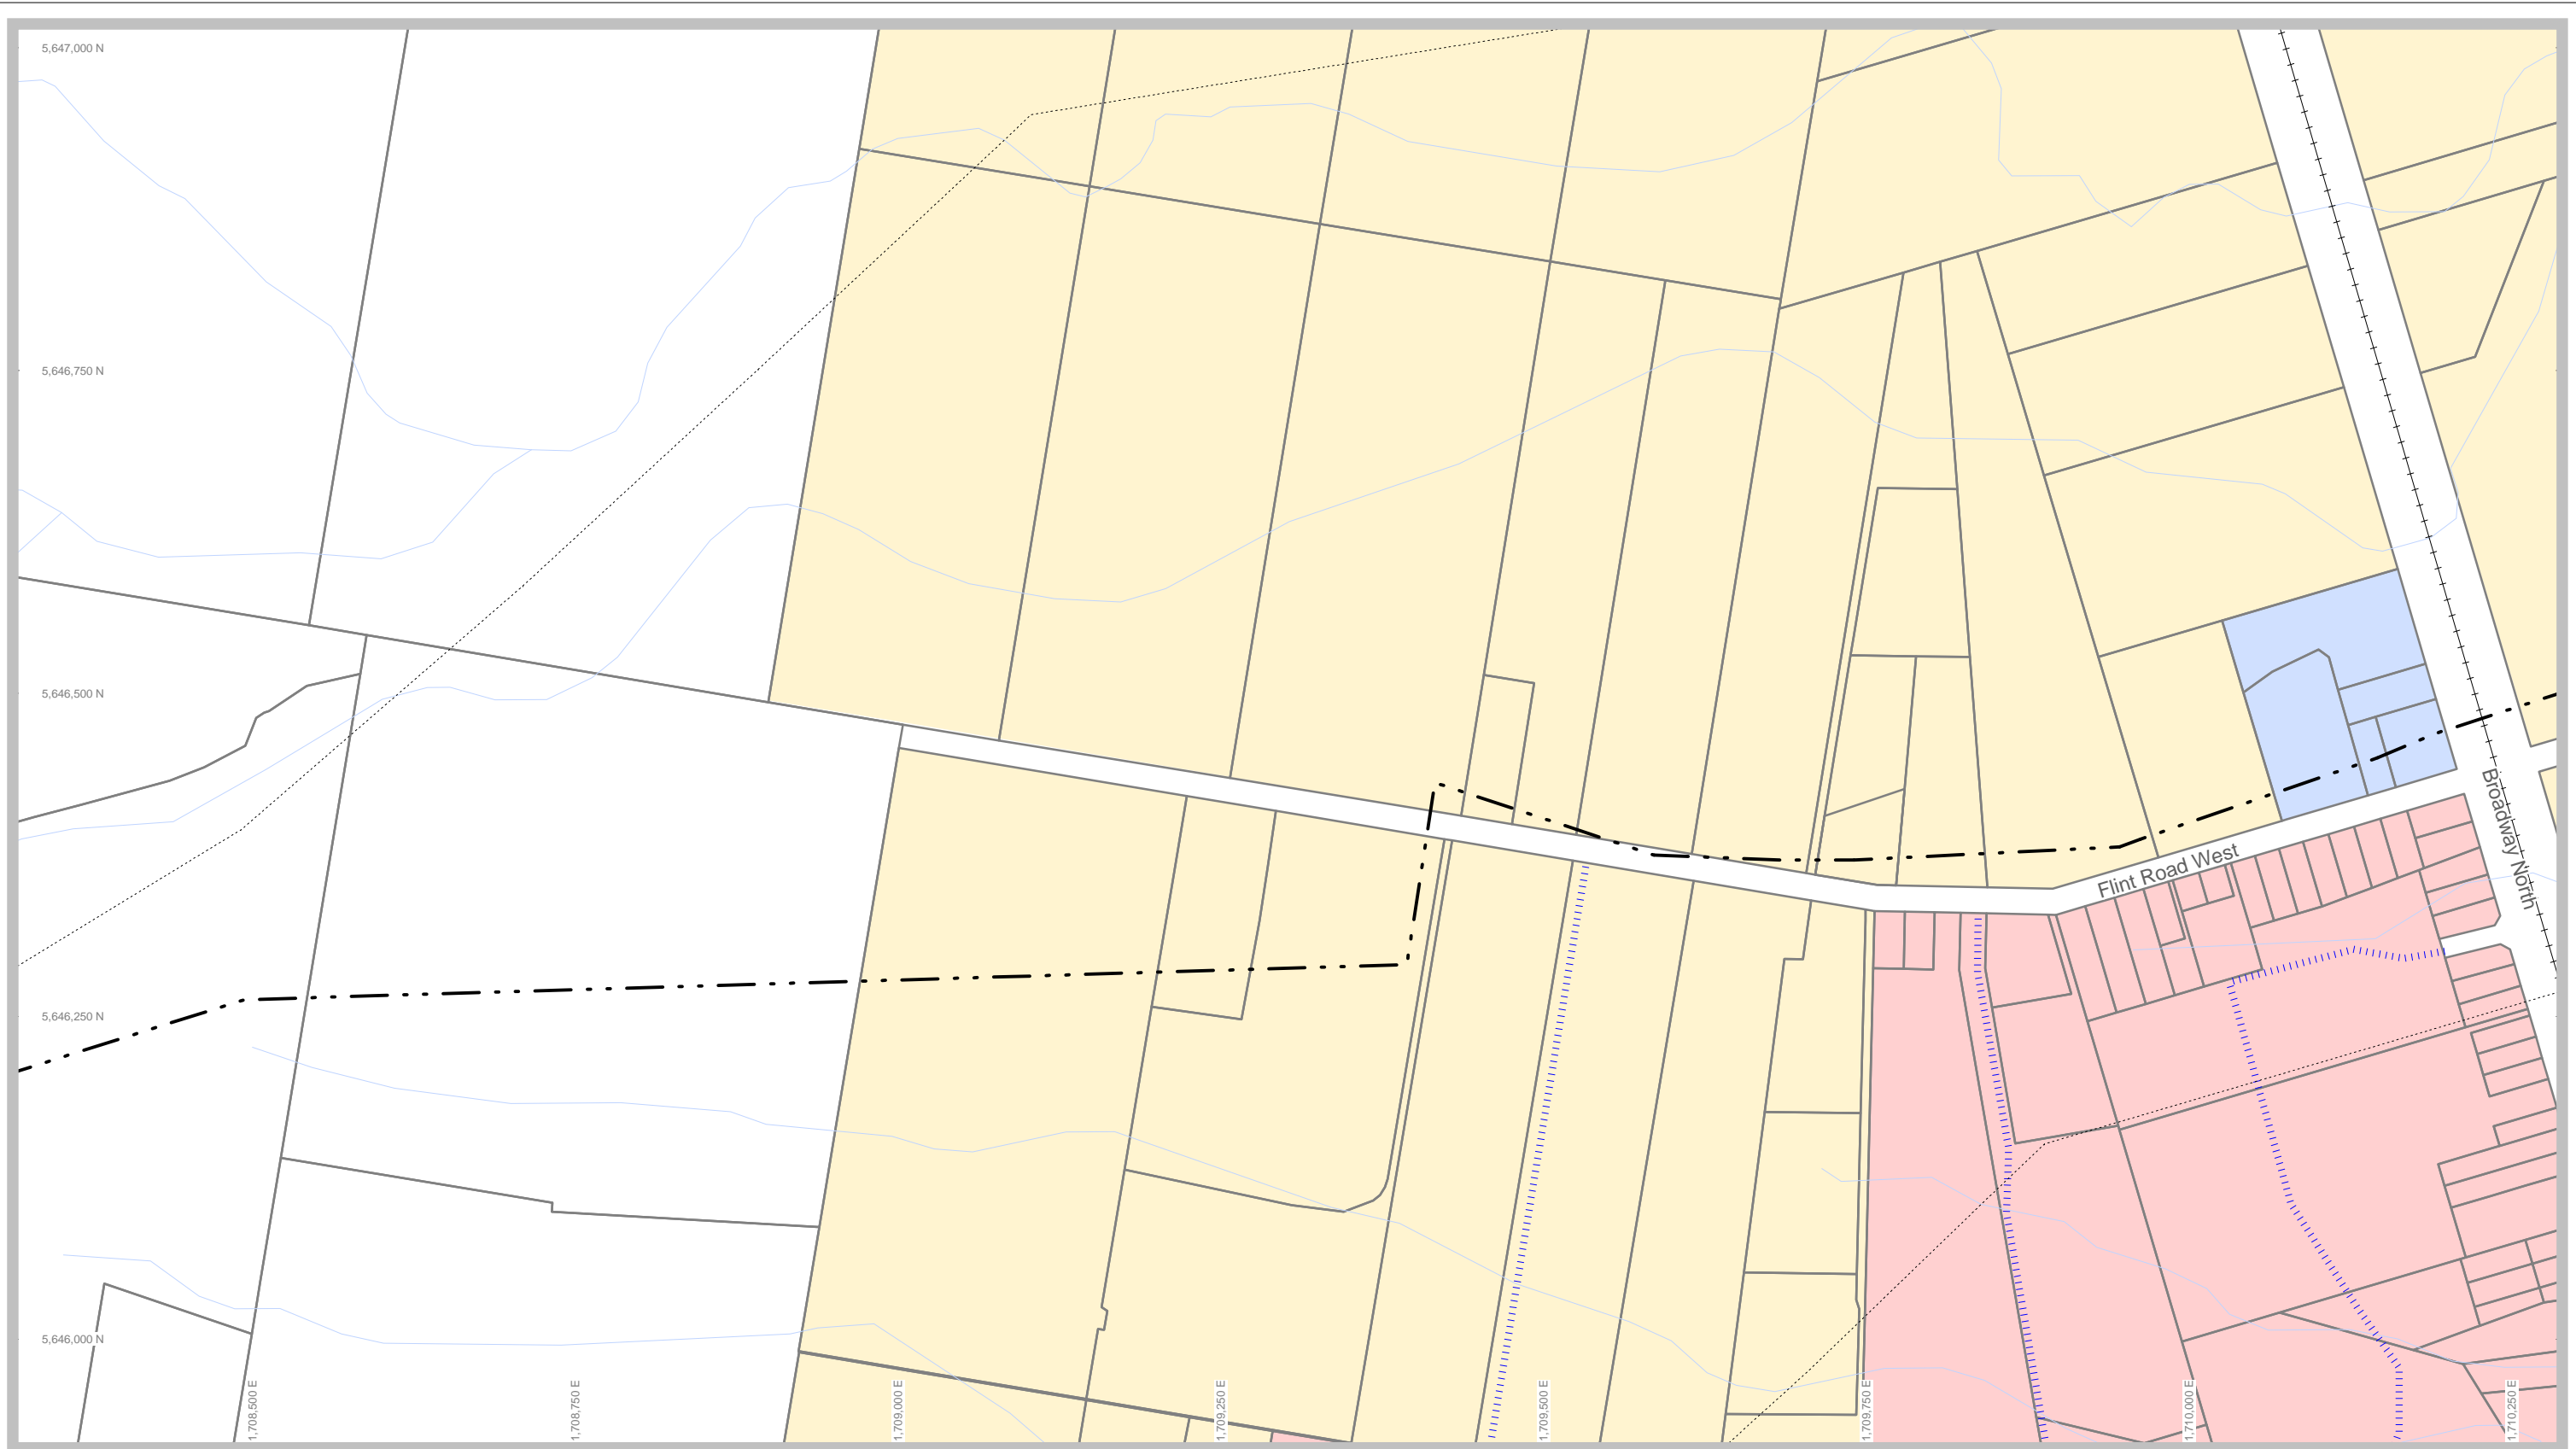 5,647,000 N
5,646,750 N
5,646,500 N
Broadway North
Flint Road West
5,646,250 N
5,646,000 N
1,708,500 E
1,708,750 E
1,709,000 E
1,709,250 E
1,709,500 E
1,709,750 E
1,710,000 E
1,710,250 E